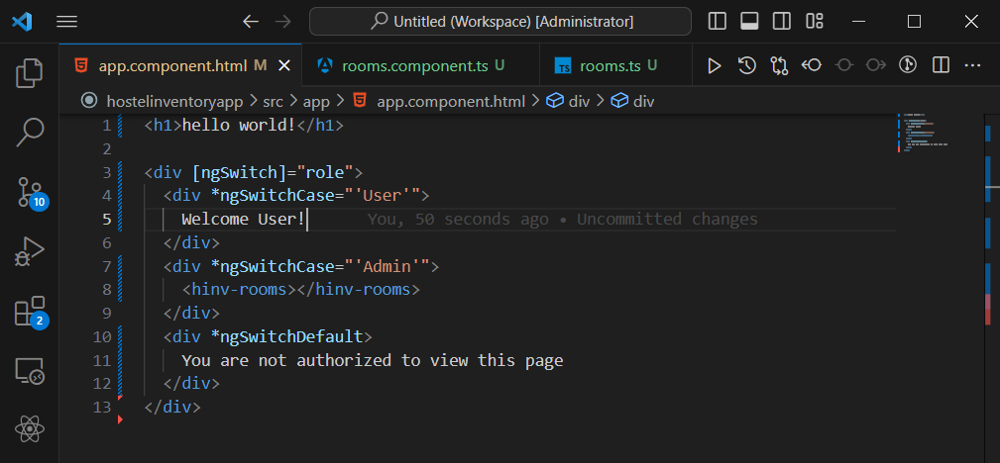 Untitled (Workspace) [Administrator]
app.component.html M
rooms.component.ts U
TS rooms.ts U
hostelinventoryapp > src > app > app.component.html > div > div
1 <h1>hello world!</h1>
2
3 <div [ngSwitch]="role">
4 <div *ngSwitchCase="'User'">
5 Welcome User! You, 50 seconds ago • Uncommitted changes
6 </div>
7 <div *ngSwitchCase="'Admin'">
8 <hinv-rooms></hinv-rooms>
9 </div>
10 <div *ngSwitchDefault>
11 You are not authorized to view this page
12 </div>
13 </div>
10
2